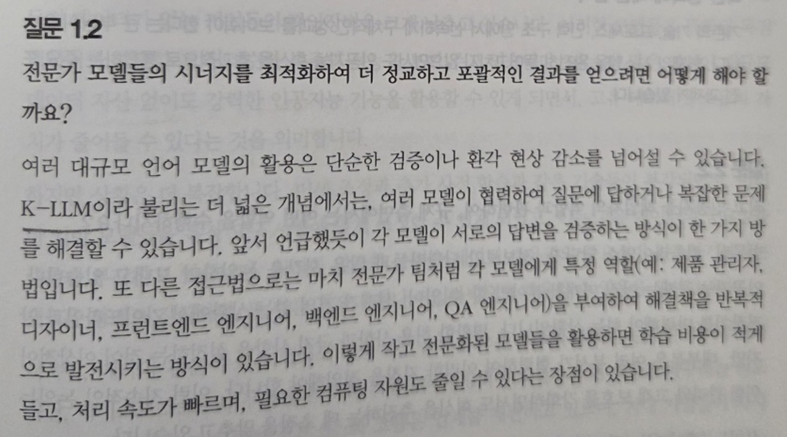 질문 1.2
전문가 모델들의 시너지를 최적화하여 더 정교하고 포괄적인 결과를 얻으려면 어떻게 해야 할
까요?
여러 대규모 언어 모델의 활용은 단순한 검증이나 환각 현상 감소를 넘어설 수 있습니다.
K-LLM이라 불리는 더 넓은 개념에서는, 여러 모델이 협력하여 질문에 답하거나 복잡한 문제
를 해결할 수 있습니다. 앞서 언급했듯이 각 모델이 서로의 답변을 검증하는 방식이 한 가지 방
법입니다. 또 다른 접근법으로는 마치 전문가 팀처럼 각 모델에게 특정 역할(예: 제품 관리자,
디자이너, 프런트엔드 엔지니어, 백엔드 엔지니어, QA 엔지니어)을 부여하여 해결책을 반복적
으로 발전시키는 방식이 있습니다. 이렇게 작고 전문화된 모델들을 활용하면 학습 비용이 적게
들고, 처리 속도가 빠르며, 필요한 컴퓨팅 자원도 줄일 수 있다는 장점이 있습니다.